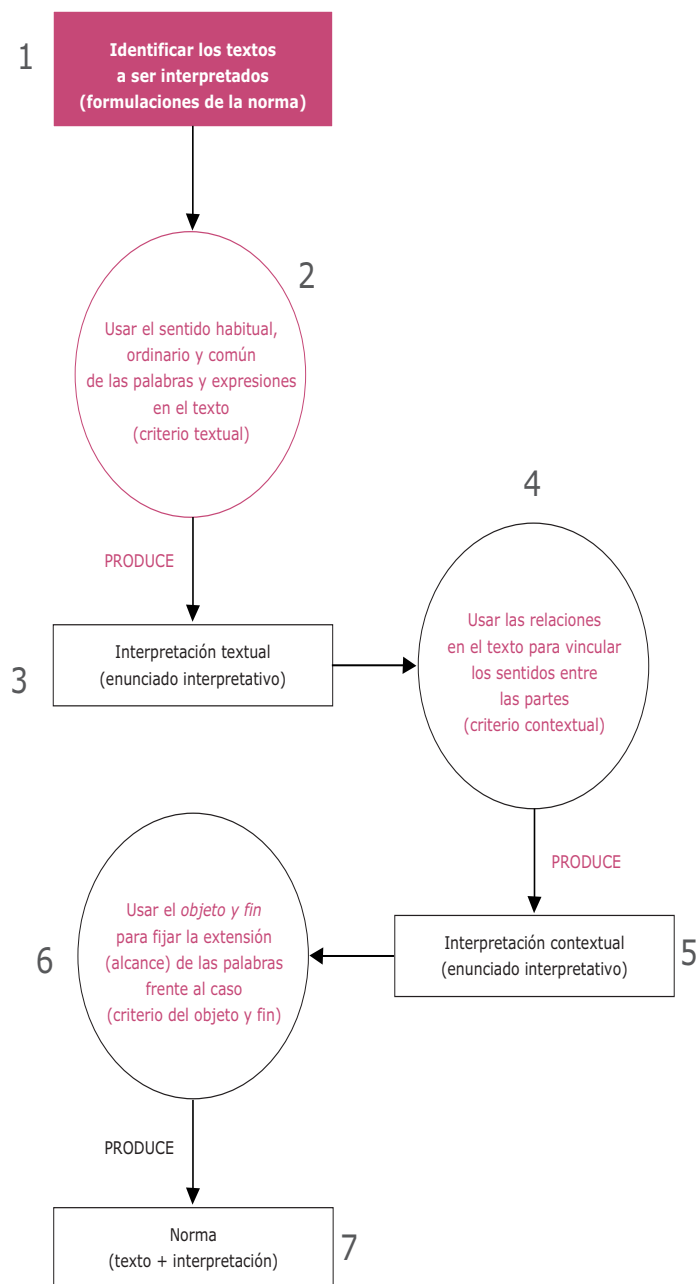 1
Identificar los textos
a ser interpretados
(formulaciones de la norma)
2
Usar el sentido habitual,
ordinario y común
de las palabras y expresiones
en el texto
(criterio textual)
PRODUCE
3
Interpretación textual
(enunciado interpretativo)
4
Usar las relaciones
en el texto para vincular
los sentidos entre
las partes
(criterio contextual)
PRODUCE
5
Interpretación contextual
(enunciado interpretativo)
6
Usar el objeto y fin
para fijar la extensión
(alcance) de las palabras
frente al caso
(criterio del objeto y fin)
PRODUCE
7
Norma
(texto + interpretación)